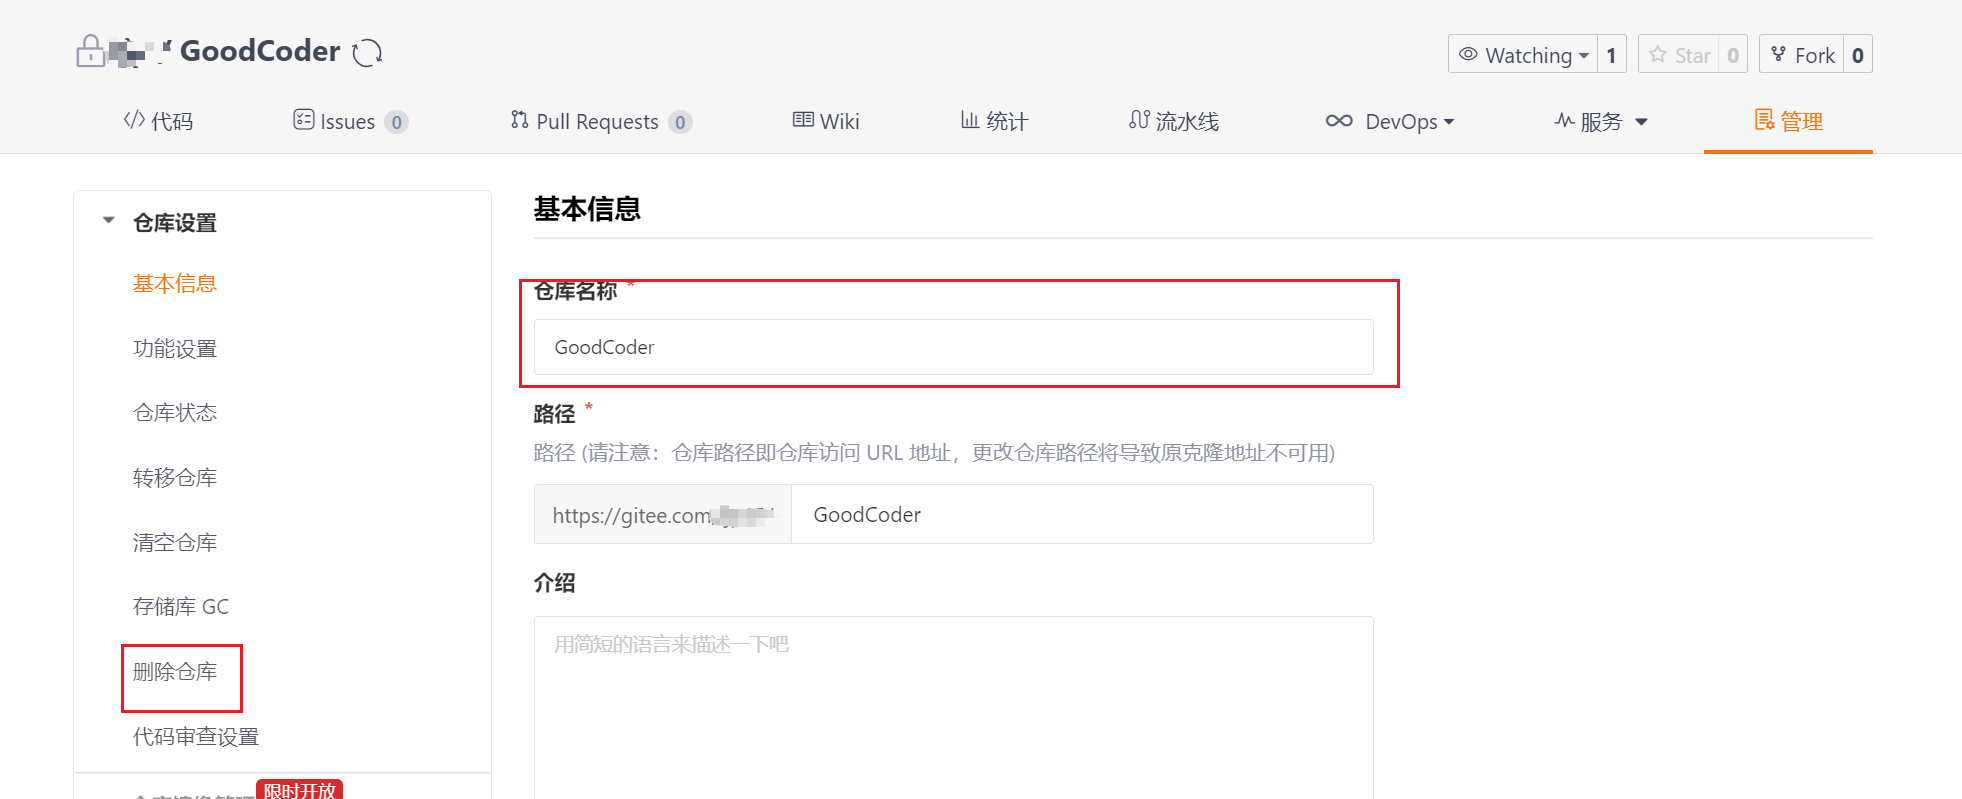 GoodCoder
Watching 1 Star 0 Fork 0
代码 Issues 0 Pull Requests 0 Wiki 统计 流水线 DevOps 服务 管理
仓库设置
基本信息
功能设置
仓库状态
转移仓库
清空仓库
存储库 GC
删除仓库
代码审查设置
限时开放
基本信息
仓库名称 *
GoodCoder
路径 *
路径 (请注意：仓库路径即仓库访问 URL 地址，更改仓库路径将导致原克隆地址不可用)
https://gitee.com GoodCoder
介绍
用简短的语言来描述一下吧